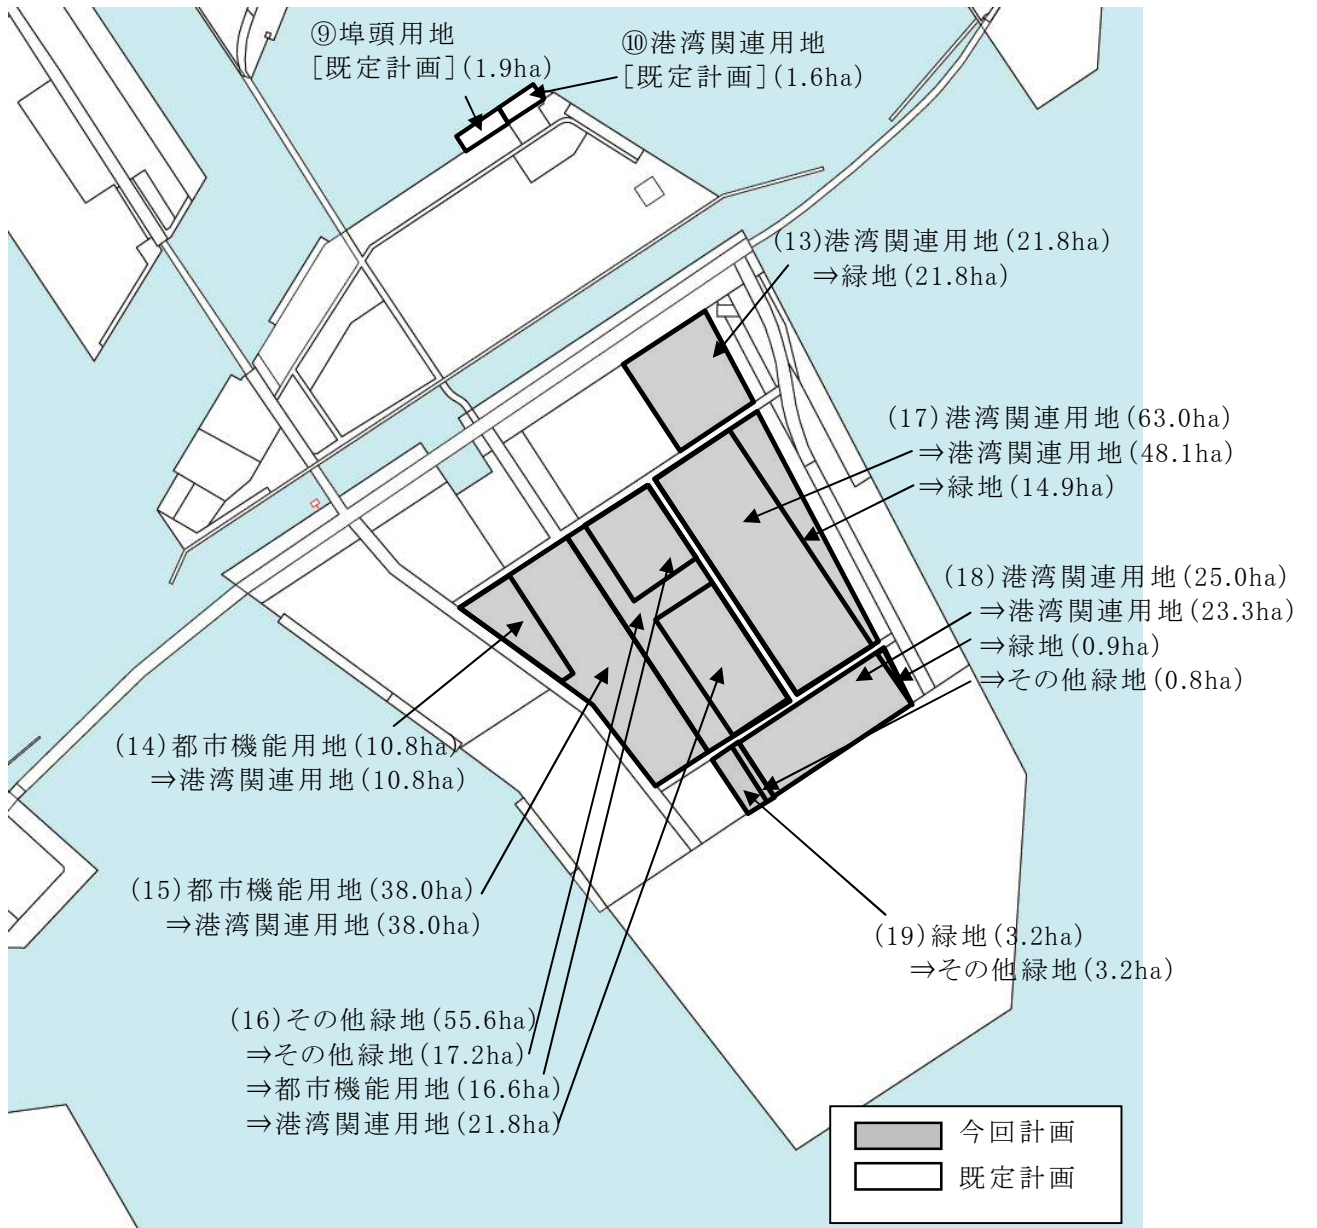 ⑨埠頭用地
[既定計画](1.9ha)
⑩港湾関連用地
[既定計画](1.6ha)
(13)港湾関連用地(21.8ha)
⇒緑地(21.8ha)
(17)港湾関連用地(63.0ha)
⇒港湾関連用地(48.1ha)
⇒緑地(14.9ha)
(18)港湾関連用地(25.0ha)
⇒港湾関連用地(23.3ha)
⇒緑地(0.9ha)
⇒その他緑地(0.8ha)
(14)都市機能用地(10.8ha)
⇒港湾関連用地(10.8ha)
(15)都市機能用地(38.0ha)
⇒港湾関連用地(38.0ha)
(19)緑地(3.2ha)
⇒その他緑地(3.2ha)
(16)その他緑地(55.6ha)
⇒その他緑地(17.2ha)
⇒都市機能用地(16.6ha)
⇒港湾関連用地(21.8ha)
今回計画
既定計画